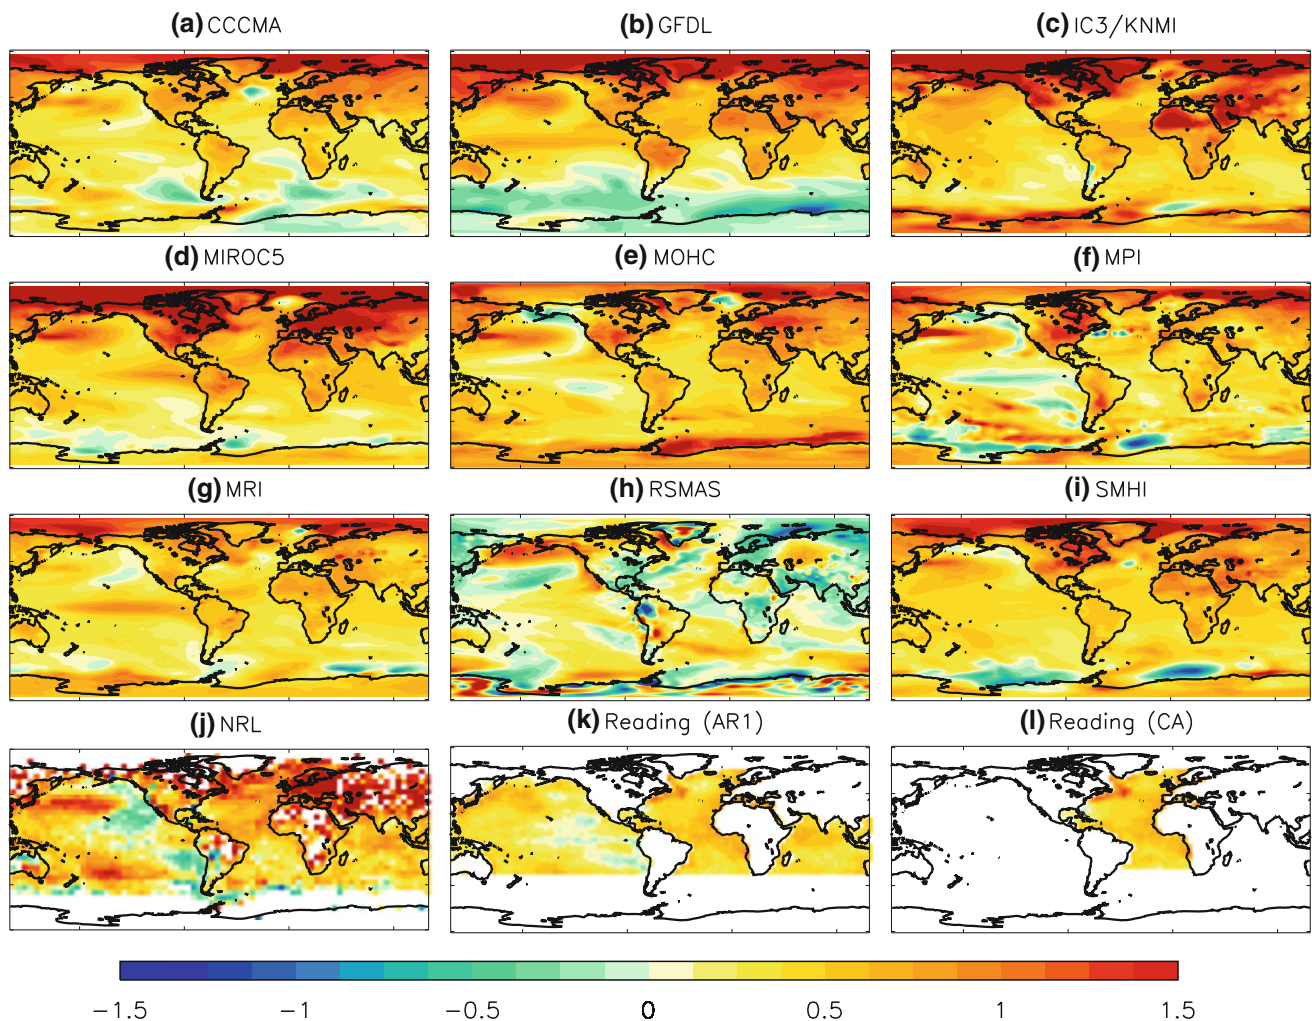 (a) CCCMA
(b) GFDL
(c) IC3/KNMI
(d) MIROC5
(e) MOHC
(f) MPI
(g) MRI
(h) RSMAS
(i) SMHI
(j) NRL
(k) Reading (AR1)
(l) Reading (CA)
−1.5 −1 −0.5 0 0.5 1 1.5